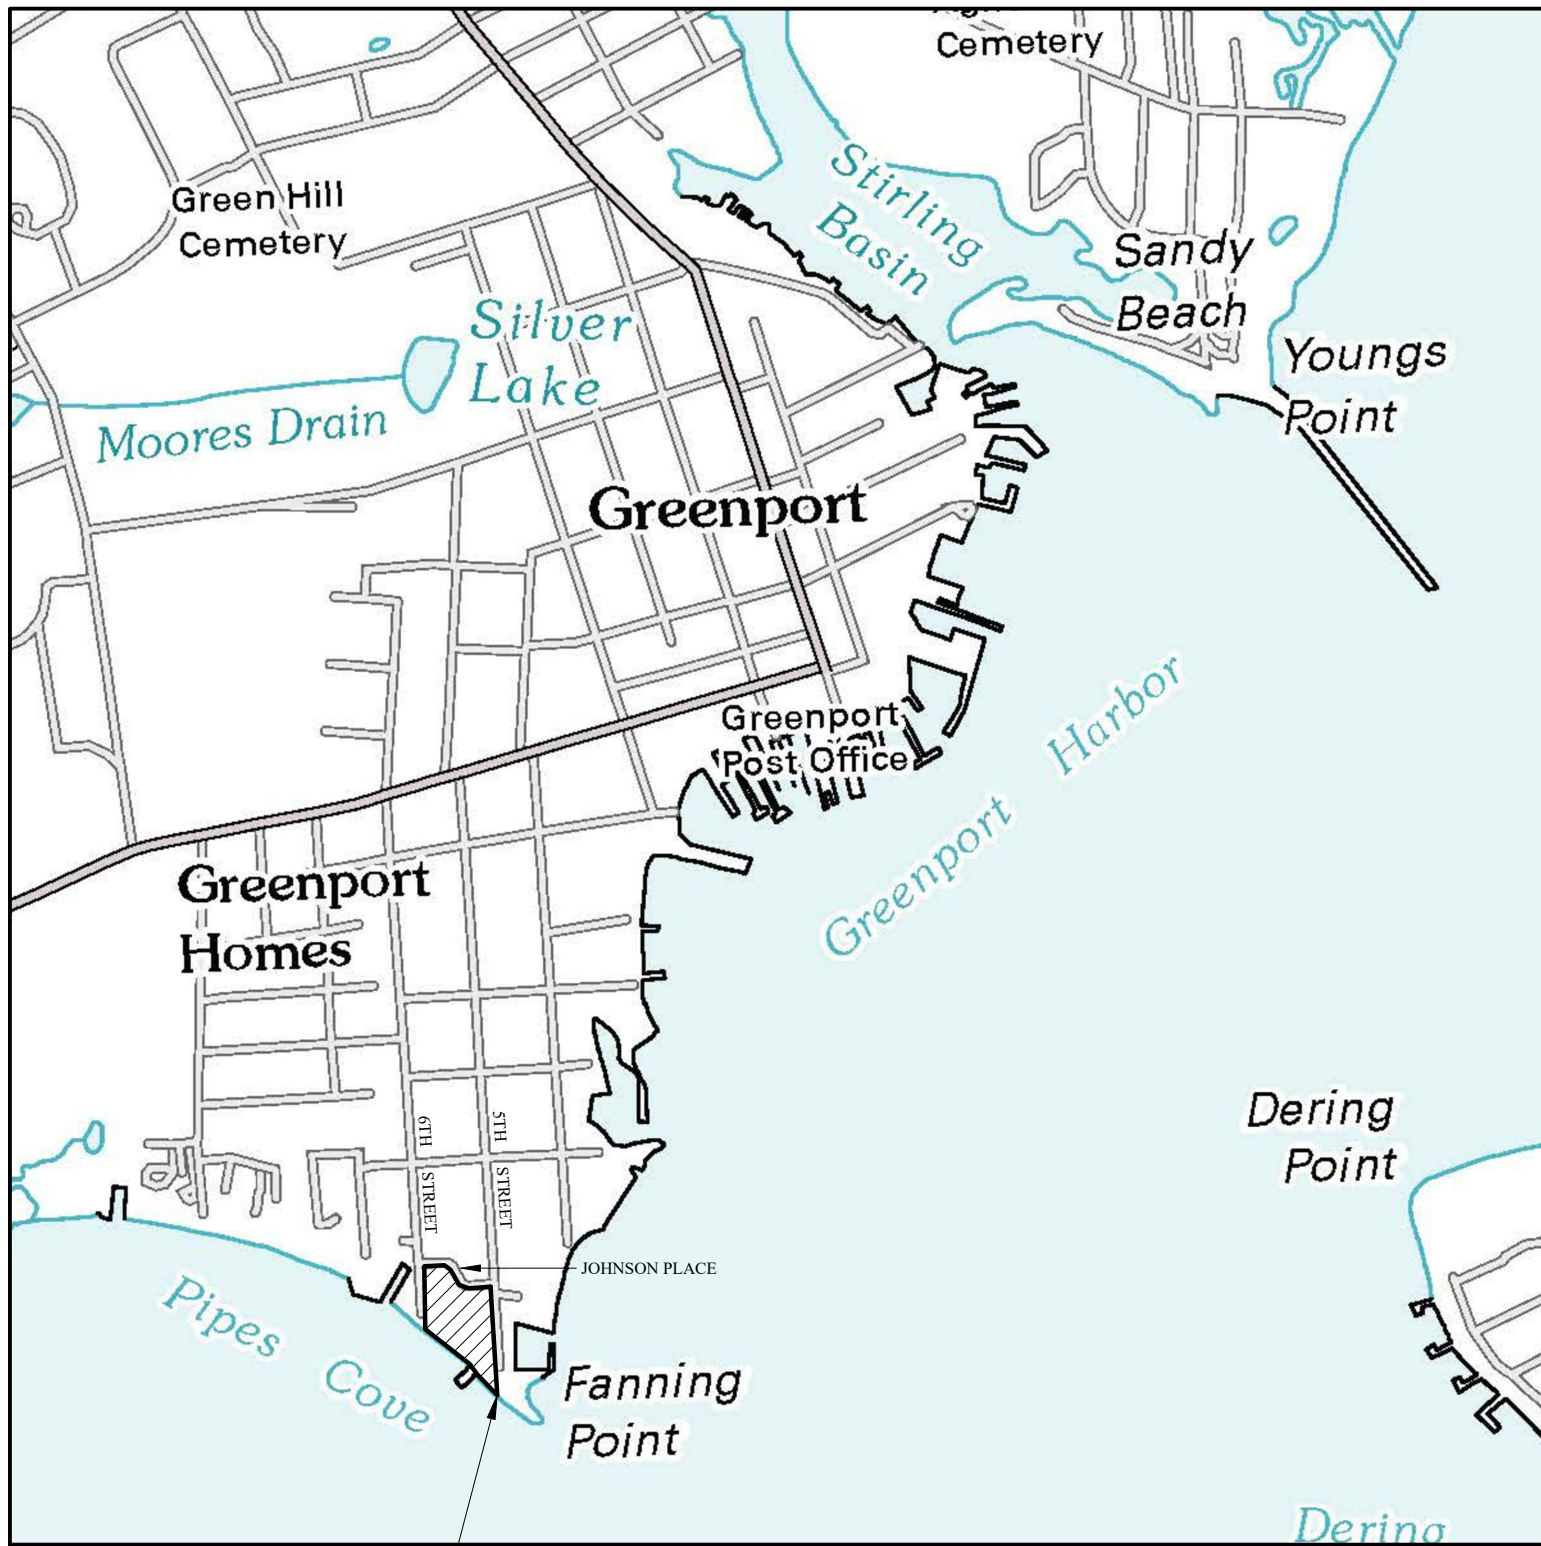 Cemetery
Green Hill
Cemetery
Stirling
Basin
Sandy
Beach
Silver
Lake
Youngs
Point
Moores Drain
Greenport
Greenport
Post Office
Harbor
Greenport
Greenport
Homes
6TH STREET
5TH STREET
Dering
Point
JOHNSON PLACE
Pipes
Cove
Fanning
Point
Dering